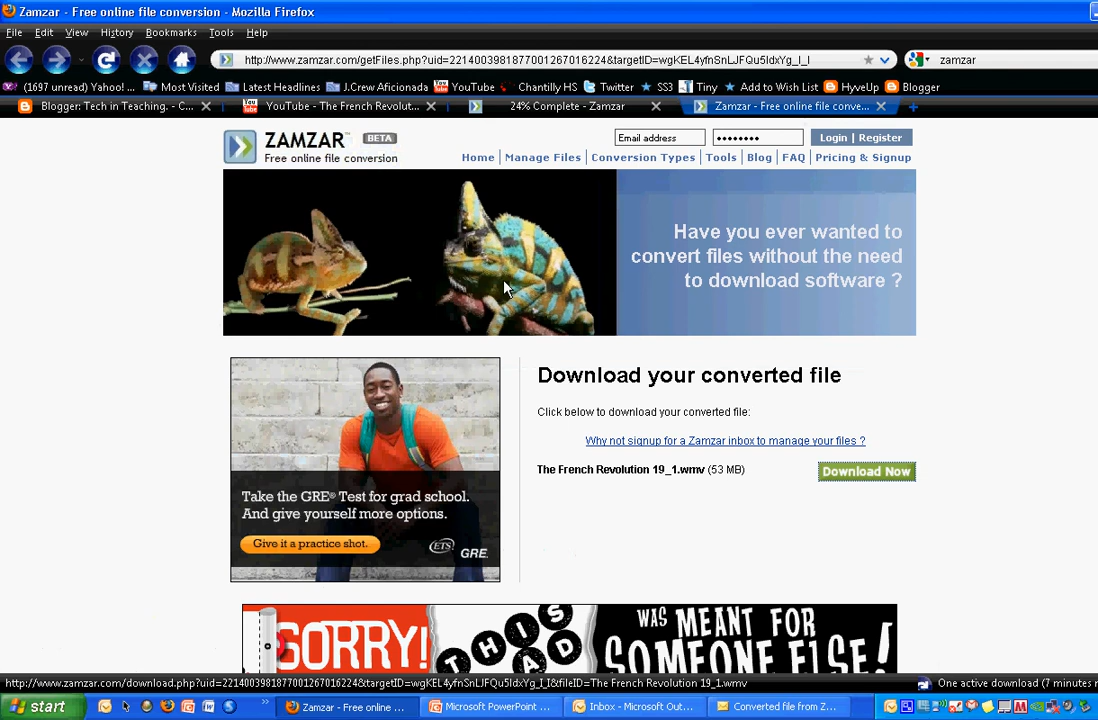 Zamzar - Free online file conversion - Mozilla Firefox
File Edit View History Bookmarks Tools Help
http://www.zamzar.com/getFiles.php?uid=2214003981877001267016224&targetID=wgKEL4yfnSnLJFQu5IdxYg_I_I
zamzar
(1697 unread) Yahoo! ... Most Visited Latest Headlines J.Crew Aficionada YouTube Chantilly HS Twitter SS3 Tiny Add to Watch List HyveUp Blogger
Blogger: Tech in Teaching. - C... YouTube - The French Revolut... 24% Complete - Zamzar Zamzar - Free online file conve...
ZAMZAR BETA
Free online file conversion
Email address •••••••• Login | Register
Home Manage Files Conversion Types Tools Blog FAQ Pricing & Signup
Have you ever wanted to
convert files without the need
to download software ?
Download your converted file
Click below to download your converted file:
Why not signup for a Zamzar inbox to manage your files ?
The French Revolution 19_1.wmv (53 MB) Download Now
Take the GRE® Test for grad school.
And give yourself more options.
Give it a practice shot.
ETS GRE
SORRY! THIS AD WAS MEANT FOR
SOMEONE ELSE!
http://www.zamzar.com/download.php?uid=2214003981877001267016224&targetID=wgKEL4yfnSnLJFQu5IdxYg_I_I&fileID=The French Revolution 19_1.wmv
One active download (7 minutes r
start Zamzar - Free online ... Microsoft PowerPoint ... Inbox - Microsoft Out... Converted file from Z...